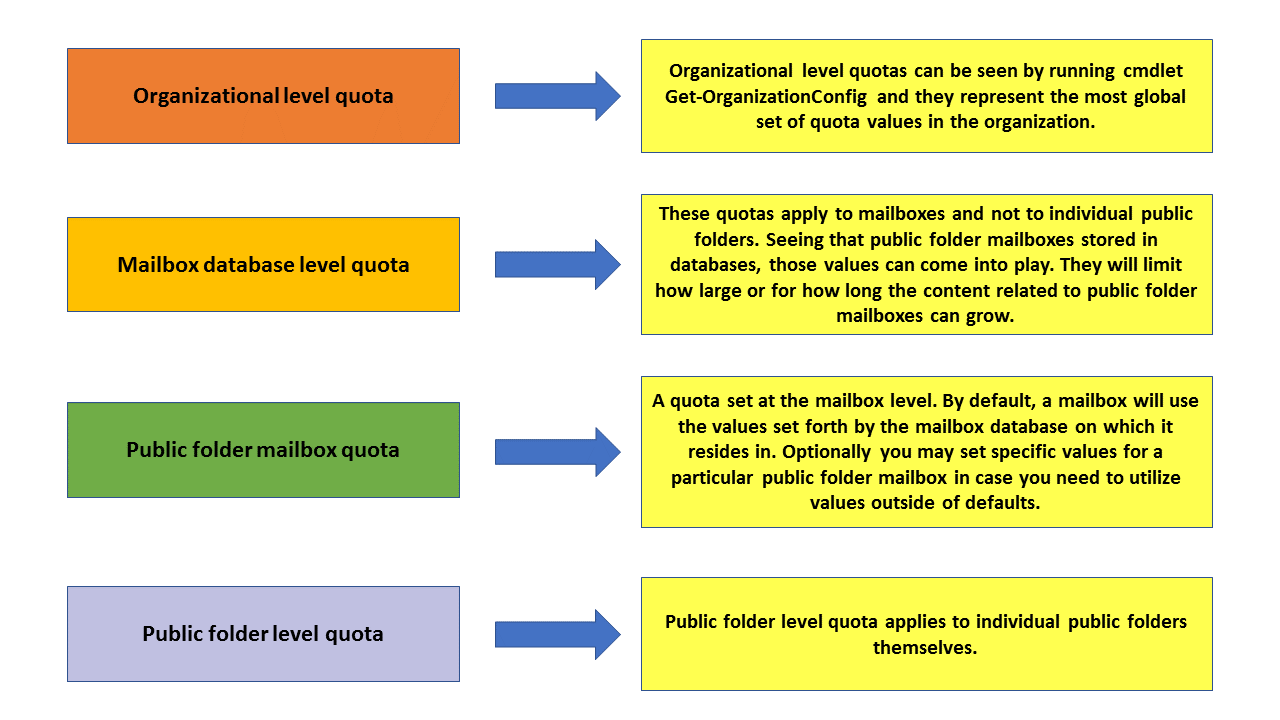 Organizational level quota
Organizational level quotas can be seen by running cmdlet
Get-OrganizationConfig and they represent the most global
set of quota values in the organization.
Mailbox database level quota
These quotas apply to mailboxes and not to individual public
folders. Seeing that public folder mailboxes stored in
databases, those values can come into play. They will limit
how large or for how long the content related to public folder
mailboxes can grow.
Public folder mailbox quota
A quota set at the mailbox level. By default, a mailbox will use
the values set forth by the mailbox database on which it
resides in. Optionally you may set specific values for a
particular public folder mailbox in case you need to utilize
values outside of defaults.
Public folder level quota
Public folder level quota applies to individual public folders
themselves.